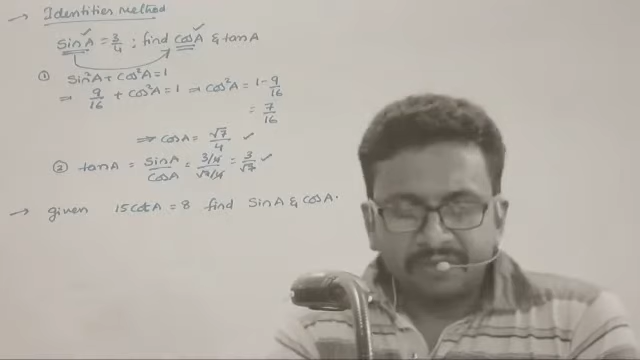 → Identities method
Sin A = 3/4 ; find cos A & tan A
① Sin²A + cos²A = 1
⇒ 9/16 + cos²A = 1 ⇒ cos²A = 1 - 9/16
= 7/16
⇒ cos A = √7/4
② tan A = Sin A/cos A = (3/4)/(√7/4) = 3/√7
→ given 15 cot A = 8 find Sin A & cos A.